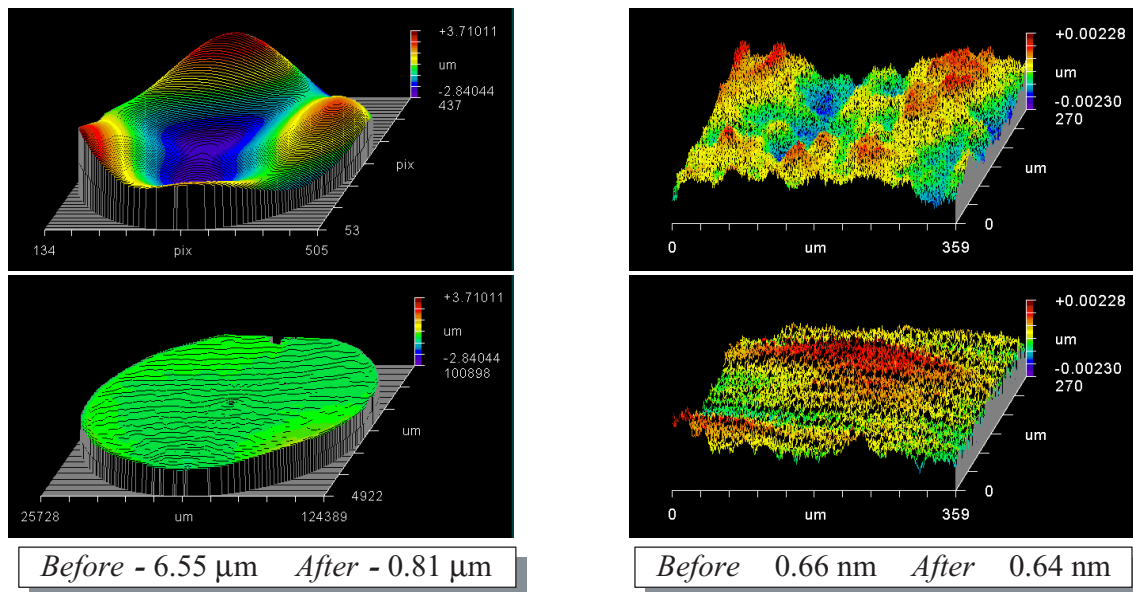 +3.71011
um
-2.84044
437
pix
53
134 pix 505
+0.00228
um
-0.00230
270
um
0
0 um 359
+3.71011
um
-2.84044
100898
um
4922
25728 um 124389
+0.00228
um
-0.00230
270
um
0
0 um 359
Before - 6.55 μm After - 0.81 μm
Before 0.66 nm After 0.64 nm